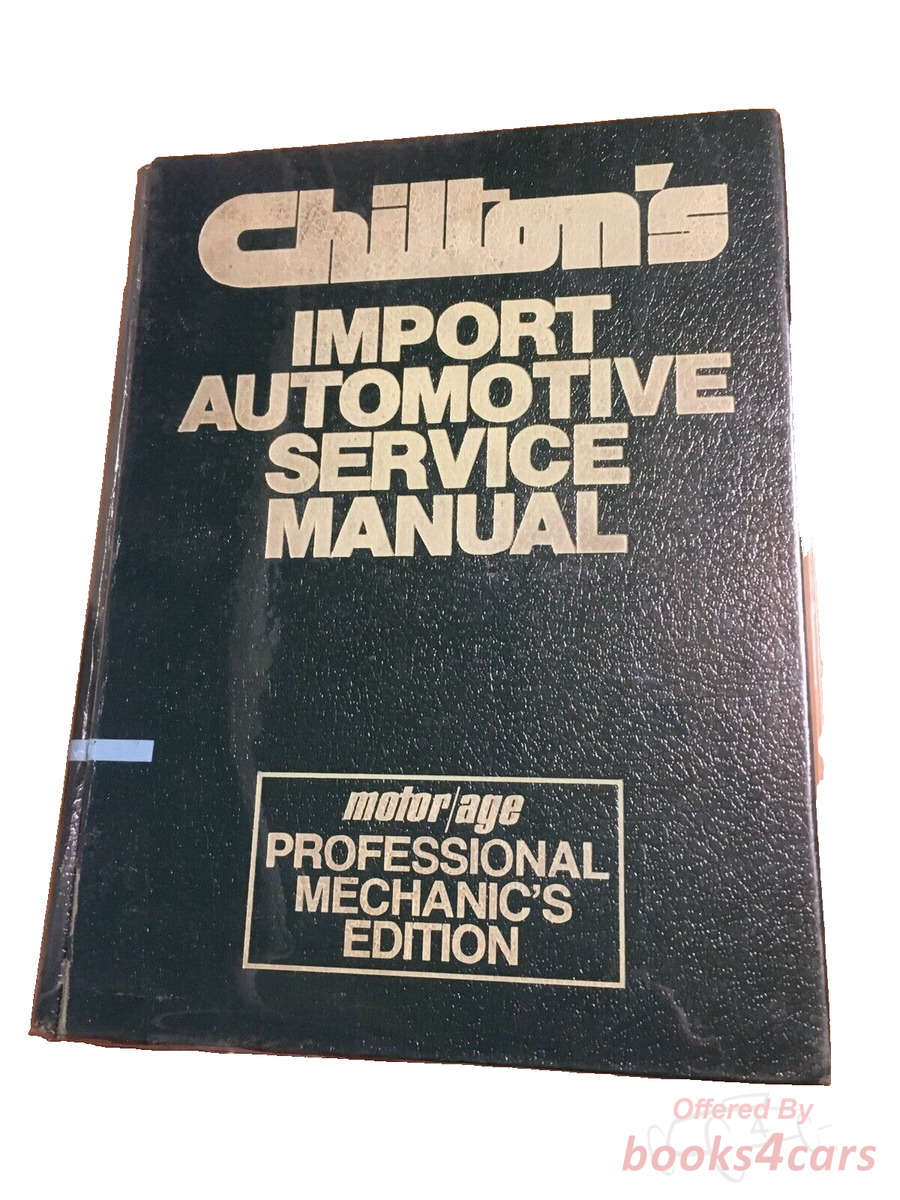 Chilton's
IMPORT
AUTOMOTIVE
SERVICE
MANUAL
motor/age
PROFESSIONAL
MECHANIC'S
EDITION
Offered By
books4cars